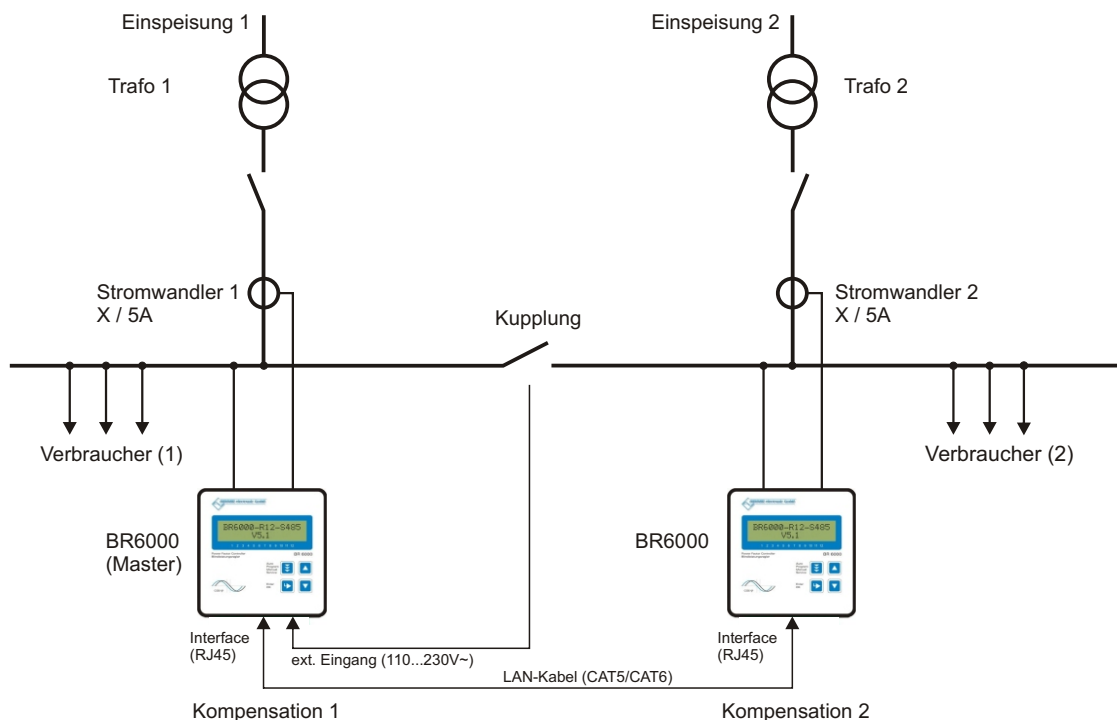 Einspeisung 1
Einspeisung 2
Trafo 1
Trafo 2
Stromwandler 1
X / 5A
Stromwandler 2
X / 5A
Kupplung
Verbraucher (1)
Verbraucher (2)
BR6000-R12-S485
V5.1
BR6000
(Master)
BR6000-R12-S485
V5.1
BR6000
Interface
(RJ45)
ext. Eingang (110...230V~)
Interface
(RJ45)
LAN-Kabel (CAT5/CAT6)
Kompensation 1
Kompensation 2